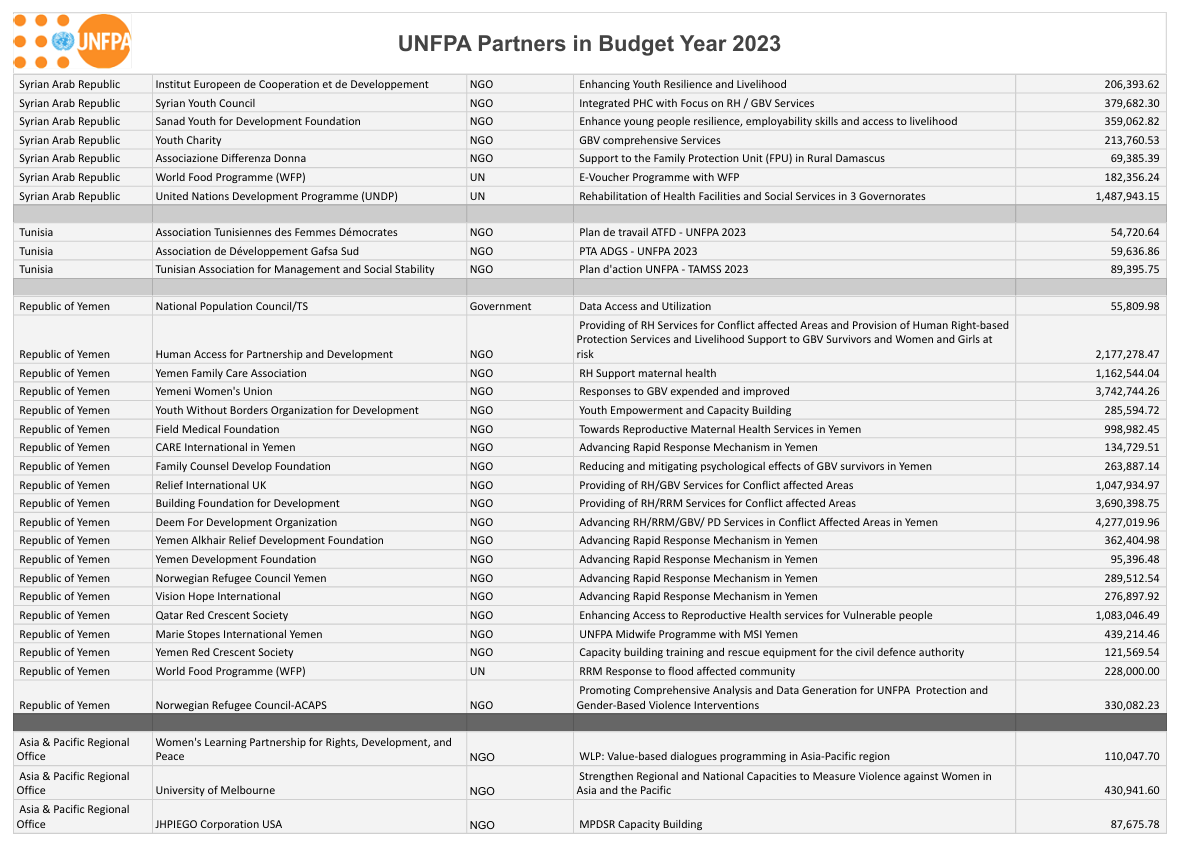 UNFPA
UNFPA Partners in Budget Year 2023
Syrian Arab Republic Institut Europeen de Cooperation et de Developpement NGO Enhancing Youth Resilience and Livelihood 206,393.62
Syrian Arab Republic Syrian Youth Council NGO Integrated PHC with Focus on RH / GBV Services 379,682.30
Syrian Arab Republic Sanad Youth for Development Foundation NGO Enhance young people resilience, employability skills and access to livelihood 359,062.82
Syrian Arab Republic Youth Charity NGO GBV comprehensive Services 213,760.53
Syrian Arab Republic Associazione Differenza Donna NGO Support to the Family Protection Unit (FPU) in Rural Damascus 69,385.39
Syrian Arab Republic World Food Programme (WFP) UN E-Voucher Programme with WFP 182,356.24
Syrian Arab Republic United Nations Development Programme (UNDP) UN Rehabilitation of Health Facilities and Social Services in 3 Governorates 1,487,943.15
Tunisia Association Tunisiennes des Femmes Démocrates NGO Plan de travail ATFD - UNFPA 2023 54,720.64
Tunisia Association de Développement Gafsa Sud NGO PTA ADGS - UNFPA 2023 59,636.86
Tunisia Tunisian Association for Management and Social Stability NGO Plan d'action UNFPA - TAMSS 2023 89,395.75
Republic of Yemen National Population Council/TS Government Data Access and Utilization 55,809.98
Providing of RH Services for Conflict affected Areas and Provision of Human Right-based
Protection Services and Livelihood Support to GBV Survivors and Women and Girls at
Republic of Yemen Human Access for Partnership and Development NGO risk 2,177,278.47
Republic of Yemen Yemen Family Care Association NGO RH Support maternal health 1,162,544.04
Republic of Yemen Yemeni Women's Union NGO Responses to GBV expended and improved 3,742,744.26
Republic of Yemen Youth Without Borders Organization for Development NGO Youth Empowerment and Capacity Building 285,594.72
Republic of Yemen Field Medical Foundation NGO Towards Reproductive Maternal Health Services in Yemen 998,982.45
Republic of Yemen CARE International in Yemen NGO Advancing Rapid Response Mechanism in Yemen 134,729.51
Republic of Yemen Family Counsel Develop Foundation NGO Reducing and mitigating psychological effects of GBV survivors in Yemen 263,887.14
Republic of Yemen Relief International UK NGO Providing of RH/GBV Services for Conflict affected Areas 1,047,934.97
Republic of Yemen Building Foundation for Development NGO Providing of RH/RRM Services for Conflict affected Areas 3,690,398.75
Republic of Yemen Deem For Development Organization NGO Advancing RH/RRM/GBV/ PD Services in Conflict Affected Areas in Yemen 4,277,019.96
Republic of Yemen Yemen Alkhair Relief Development Foundation NGO Advancing Rapid Response Mechanism in Yemen 362,404.98
Republic of Yemen Yemen Development Foundation NGO Advancing Rapid Response Mechanism in Yemen 95,396.48
Republic of Yemen Norwegian Refugee Council Yemen NGO Advancing Rapid Response Mechanism in Yemen 289,512.54
Republic of Yemen Vision Hope International NGO Advancing Rapid Response Mechanism in Yemen 276,897.92
Republic of Yemen Qatar Red Crescent Society NGO Enhancing Access to Reproductive Health services for Vulnerable people 1,083,046.49
Republic of Yemen Marie Stopes International Yemen NGO UNFPA Midwife Programme with MSI Yemen 439,214.46
Republic of Yemen Yemen Red Crescent Society NGO Capacity building training and rescue equipment for the civil defence authority 121,569.54
Republic of Yemen World Food Programme (WFP) UN RRM Response to flood affected community 228,000.00
Promoting Comprehensive Analysis and Data Generation for UNFPA Protection and
Republic of Yemen Norwegian Refugee Council-ACAPS NGO Gender-Based Violence Interventions 330,082.23
Asia & Pacific Regional Women's Learning Partnership for Rights, Development, and
Office Peace NGO WLP: Value-based dialogues programming in Asia-Pacific region 110,047.70
Asia & Pacific Regional Strengthen Regional and National Capacities to Measure Violence against Women in
Office University of Melbourne NGO Asia and the Pacific 430,941.60
Asia & Pacific Regional
Office JHPIEGO Corporation USA NGO MPDSR Capacity Building 87,675.78